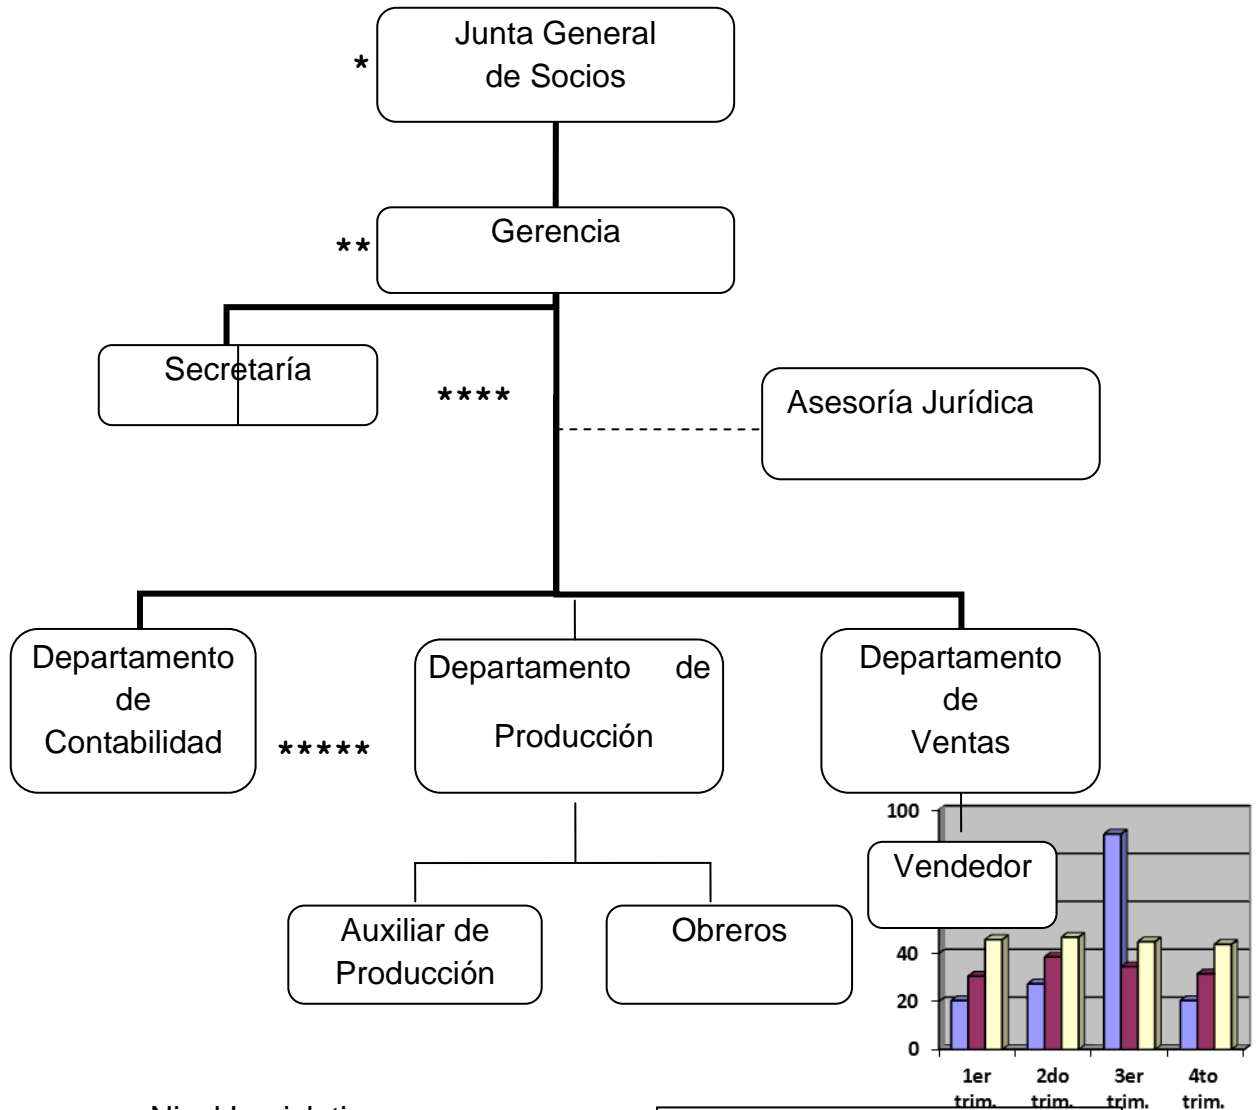 Junta General
de Socios
*
Gerencia
**
Secretaría
****
Asesoría Jurídica
Departamento
de
Contabilidad
*****
Departamento de
Producción
Departamento
de
Ventas
100
Vendedor
40
20
0
Auxiliar de
Producción
Obreros
1er
trim.
2do
trim.
3er
trim.
4to
trim.